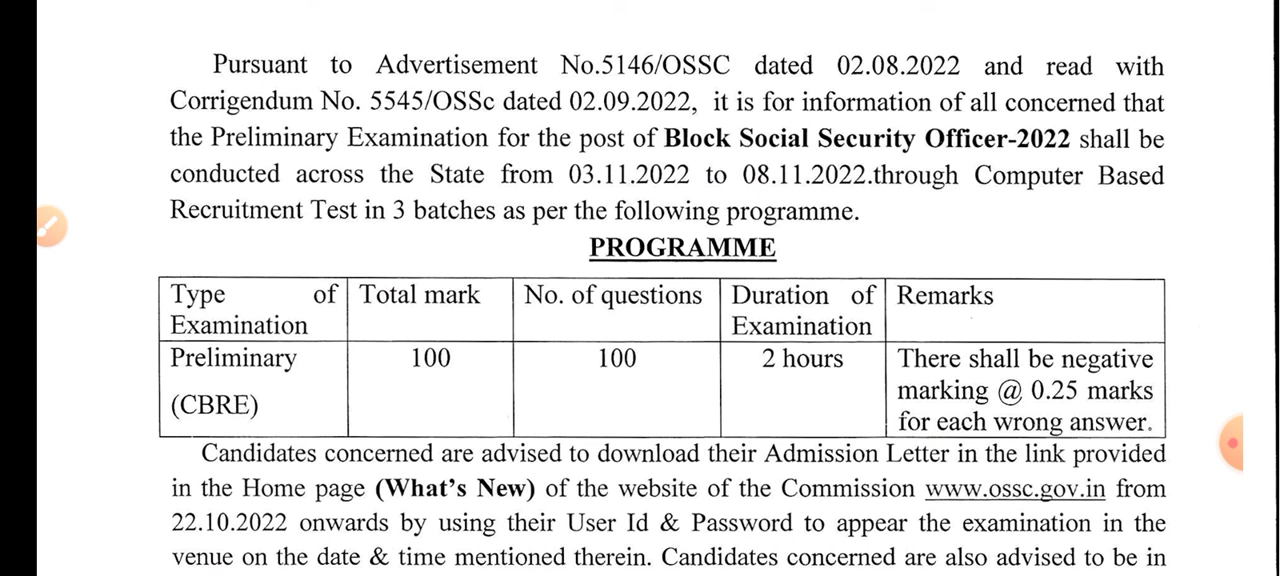 Pursuant to Advertisement No.5146/OSSC dated 02.08.2022 and read with
Corrigendum No. 5545/OSSc dated 02.09.2022, it is for information of all concerned that
the Preliminary Examination for the post of Block Social Security Officer-2022 shall be
conducted across the State from 03.11.2022 to 08.11.2022.through Computer Based
Recruitment Test in 3 batches as per the following programme.
PROGRAMME
Type of Examination | Total mark | No. of questions | Duration of Examination | Remarks
Preliminary (CBRE) | 100 | 100 | 2 hours | There shall be negative marking @ 0.25 marks for each wrong answer.
Candidates concerned are advised to download their Admission Letter in the link provided
in the Home page (What's New) of the website of the Commission www.ossc.gov.in from
22.10.2022 onwards by using their User Id & Password to appear the examination in the
venue on the date & time mentioned therein. Candidates concerned are also advised to be in